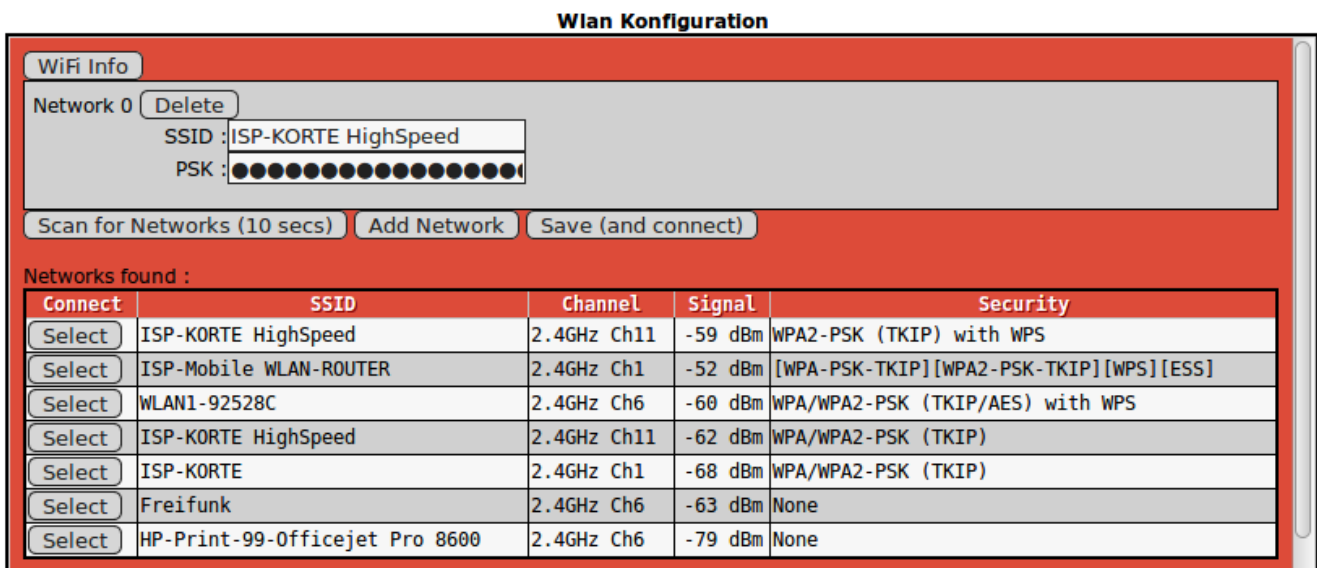 Wlan Konfiguration
WiFi Info
Network 0 Delete
SSID :ISP-KORTE HighSpeed
PSK :●●●●●●●●●●●●●●●●●
Scan for Networks (10 secs) Add Network Save (and connect)
Networks found :
Connect SSID Channel Signal Security
Select ISP-KORTE HighSpeed 2.4GHz Ch11 -59 dBm WPA2-PSK (TKIP) with WPS
Select ISP-Mobile WLAN-ROUTER 2.4GHz Ch1 -52 dBm [WPA-PSK-TKIP][WPA2-PSK-TKIP][WPS][ESS]
Select WLAN1-92528C 2.4GHz Ch6 -60 dBm WPA/WPA2-PSK (TKIP/AES) with WPS
Select ISP-KORTE HighSpeed 2.4GHz Ch11 -62 dBm WPA/WPA2-PSK (TKIP)
Select ISP-KORTE 2.4GHz Ch1 -68 dBm WPA/WPA2-PSK (TKIP)
Select Freifunk 2.4GHz Ch6 -63 dBm None
Select HP-Print-99-Officejet Pro 8600 2.4GHz Ch6 -79 dBm None